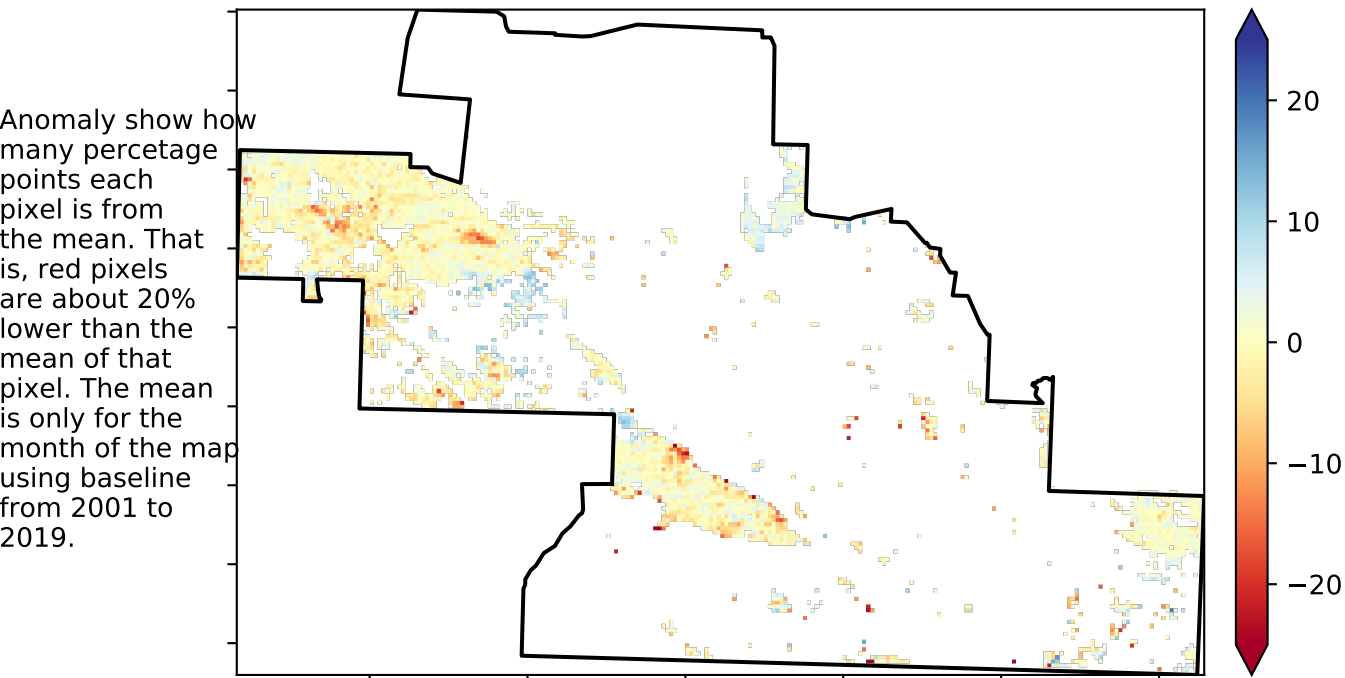 Anomaly show how
many percetage
points each
pixel is from
the mean. That
is, red pixels
are about 20%
lower than the
mean of that
pixel. The mean
is only for the
month of the map
using baseline
from 2001 to
2019.
20
10
0
−10
−20